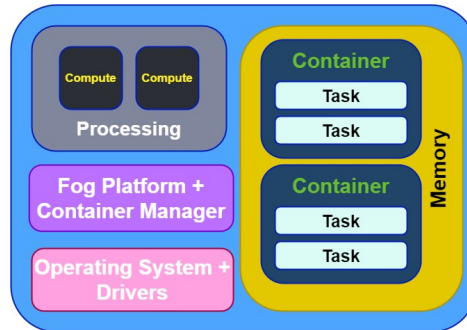 Compute Compute
Processing
Fog Platform +
Container Manager
Operating System +
Drivers
Container
Task
Task
Container
Task
Task
Memory